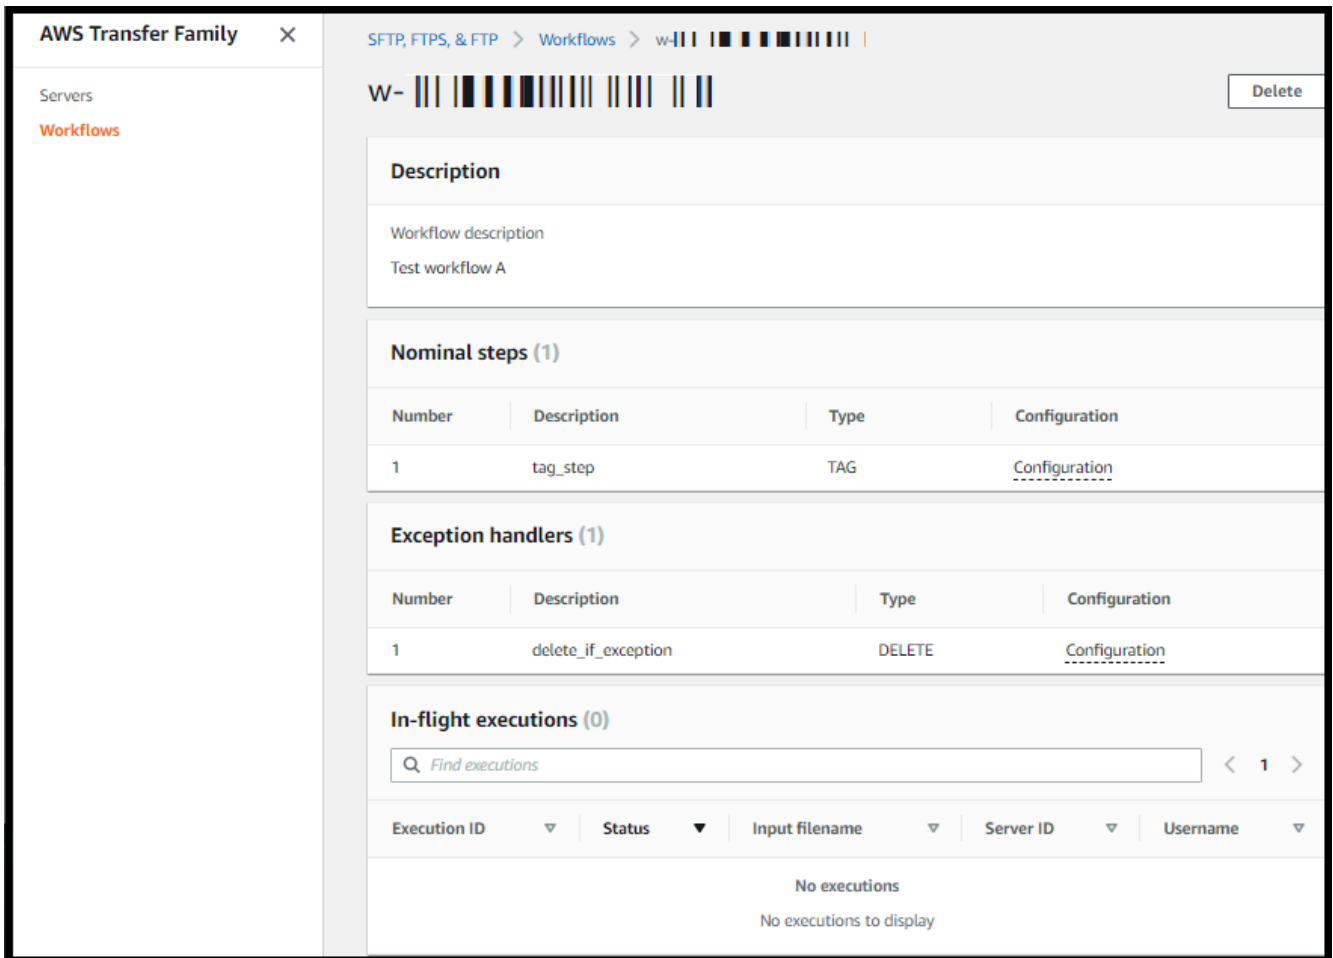 AWS Transfer Family
Servers
Workflows
SFTP, FTPS, & FTP > Workflows > w-
w-
Delete
Description
Workflow description
Test workflow A
Nominal steps (1)
Number Description Type Configuration
1 tag_step TAG Configuration
Exception handlers (1)
Number Description Type Configuration
1 delete_if_exception DELETE Configuration
In-flight executions (0)
Find executions
1
Execution ID Status Input filename Server ID Username
No executions
No executions to display